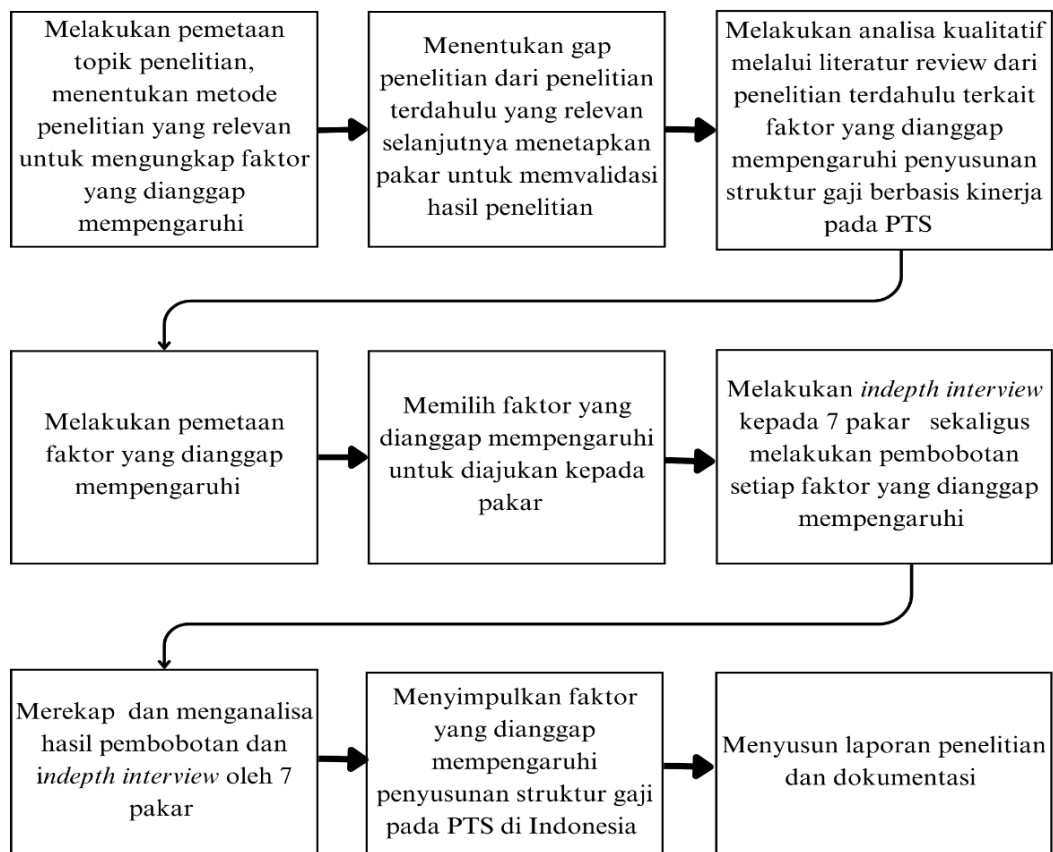 Melakukan pemetaan
topik penelitian,
menentukan metode
penelitian yang relevan
untuk mengungkap faktor
yang dianggap
mempengaruhi
Menentukan gap
penelitian dari penelitian
terdahulu yang relevan
selanjutnya menetapkan
pakar untuk memvalidasi
hasil penelitian
Melakukan analisa kualitatif
melalui literatur review dari
penelitian terdahulu terkait
faktor yang dianggap
mempengaruhi penyusunan
struktur gaji berbasis kinerja
pada PTS
Melakukan pemetaan
faktor yang dianggap
mempengaruhi
Memilih faktor yang
dianggap mempengaruhi
untuk diajukan kepada
pakar
Melakukan indepth interview
kepada 7 pakar sekaligus
melakukan pembobotan
setiap faktor yang dianggap
mempengaruhi
Merekap dan menganalisa
hasil pembobotan dan
indepth interview oleh 7
pakar
Menyimpulkan faktor
yang dianggap
mempengaruhi
penyusunan struktur gaji
pada PTS di Indonesia
Menyusun laporan penelitian
dan dokumentasi